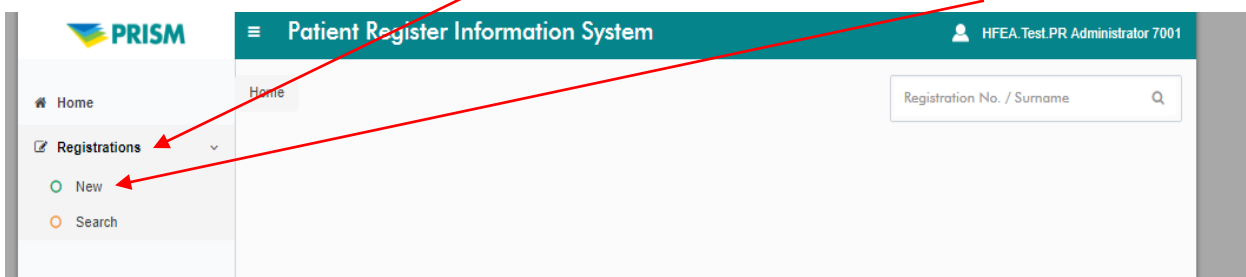 PRISM
Patient Register Information System
HFEA.Test.PR Administrator 7001
Home
Home
Registration No. / Surname
Registrations
New
Search